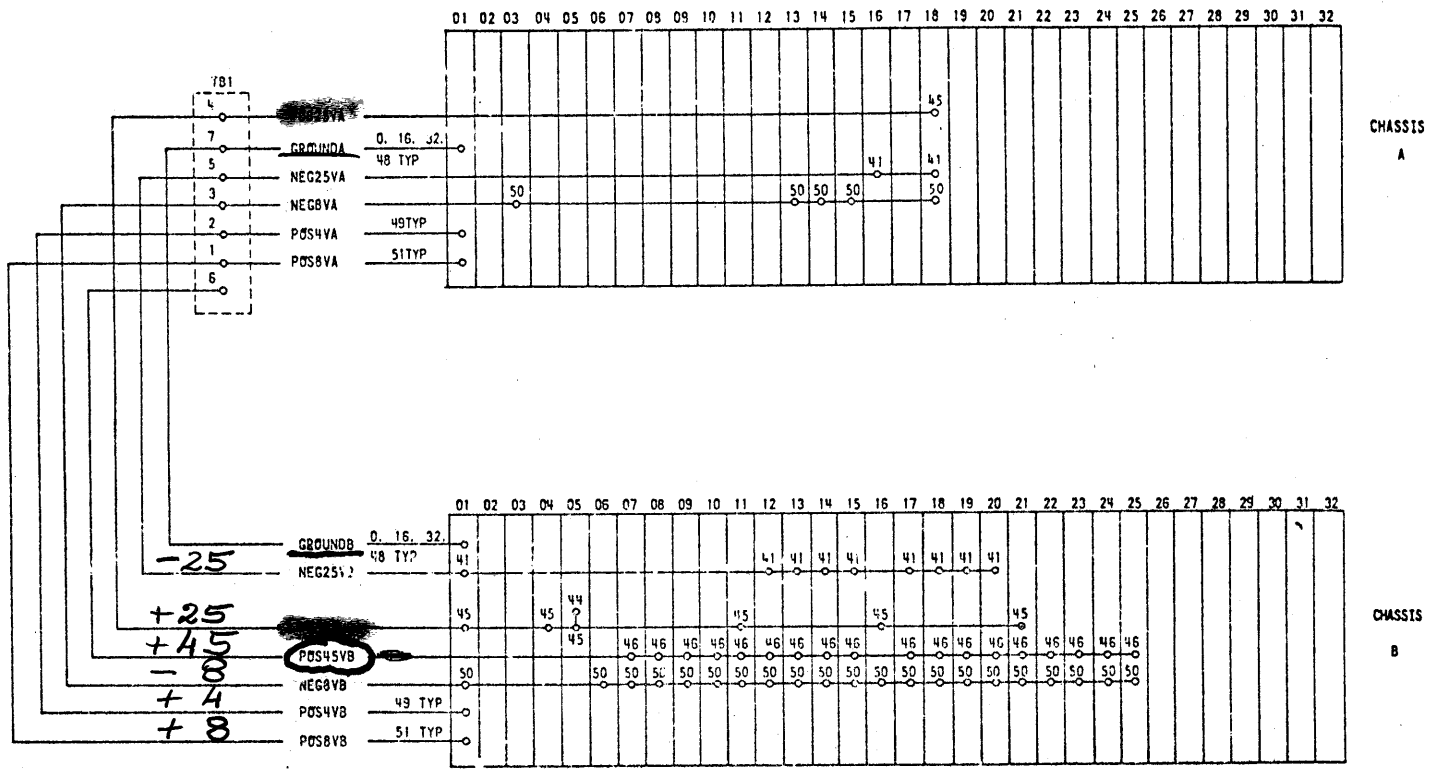 01 02 03 04 05 06 07 08 09 10 11 12 13 14 15 16 17 18 19 20 21 22 23 24 25 26 27 28 29 30 31 32
TB1
4
45
7 GROUNDA 0. 16. 32.
48 TYP
5 NEG25VA 41 41
3 NEG8VA 50 50 50 50 50
2 POS4VA 49TYP
1 POS8VA 51TYP
6
CHASSIS
A
01 02 03 04 05 06 07 08 09 10 11 12 13 14 15 16 17 18 19 20 21 22 23 24 25 26 27 28 29 30 31 32
GROUNDB 0. 16. 32.
48 TYP
-25 41 41 41 41 41 41 41 41 41
+25 45 45 44 45 45 45 45
+45 POS45VB 46 46 46 46 46 46 46 46 46 46 46 46 46 46 46 46 46 46
- 8 NEG8VB 50 50 50 50 50 50 50 50 50 50 50 50 50 50 50 50 50 50 50 50 50
+ 4 POS4VB 49 TYP
+ 8 POS8VB 51 TYP
CHASSIS
B